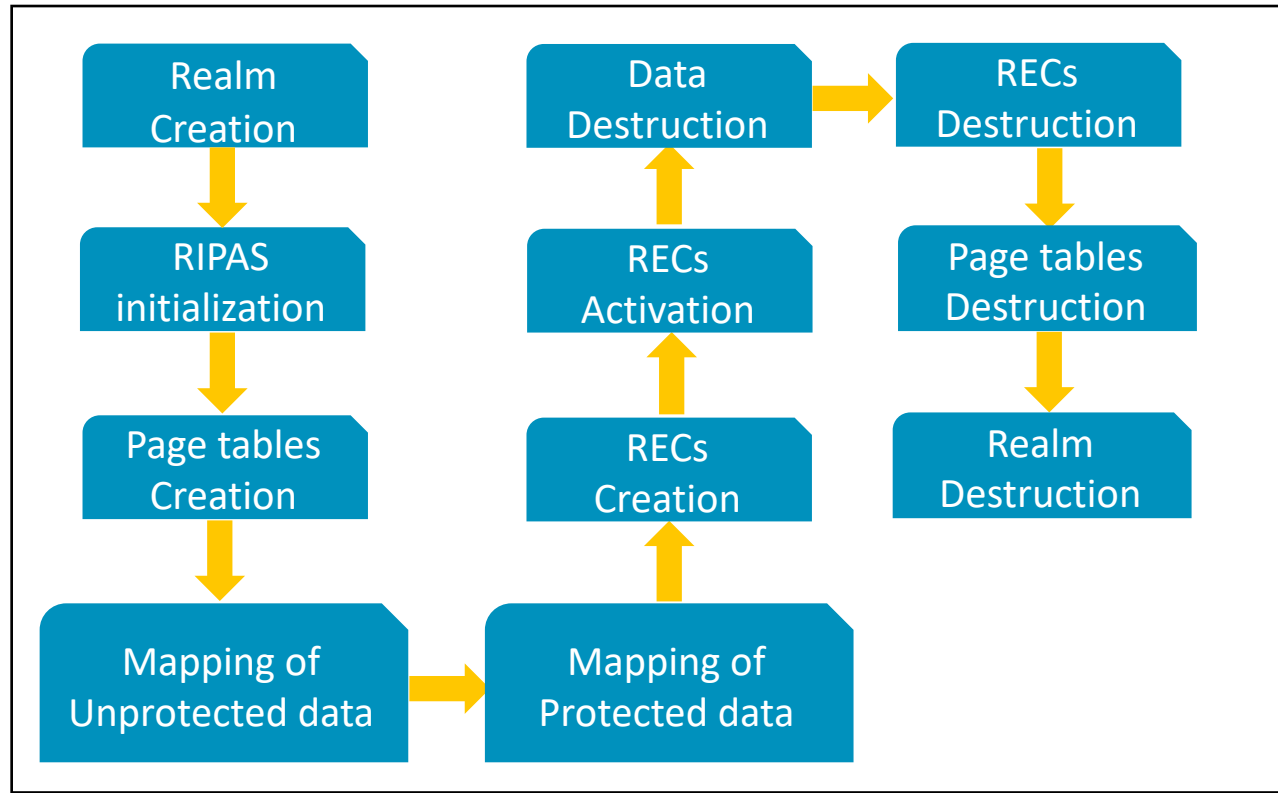 Realm
Creation
RIPAS
initialization
Page tables
Creation
Mapping of
Unprotected data
Mapping of
Protected data
RECs
Creation
RECs
Activation
Data
Destruction
RECs
Destruction
Page tables
Destruction
Realm
Destruction